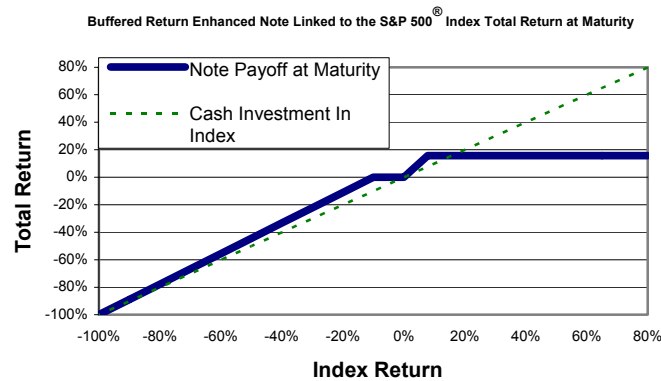 Buffered Return Enhanced Note Linked to the S&P 500® Index Total Return at Maturity
Note Payoff at Maturity
Cash Investment In
Index
Total Return
80%
60%
40%
20%
0%
-20%
-40%
-60%
-80%
-100%
-100% -80% -60% -40% -20% 0% 20% 40% 60% 80%
Index Return